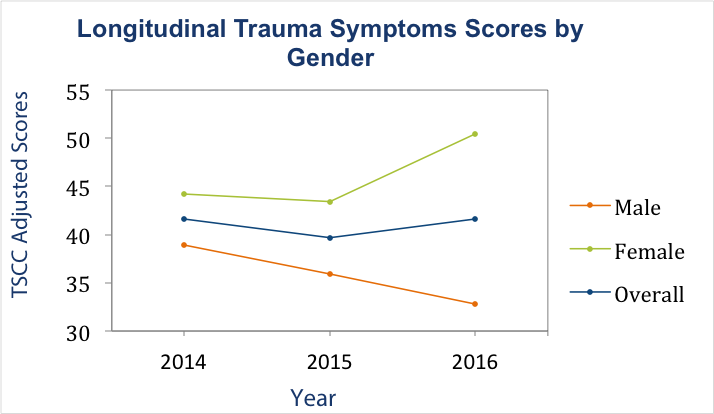 Longitudinal Trauma Symptoms Scores by
Gender
TSCC Adjusted Scores
55
50
45
40
35
30
2014
2015
2016
Year
Male
Female
Overall